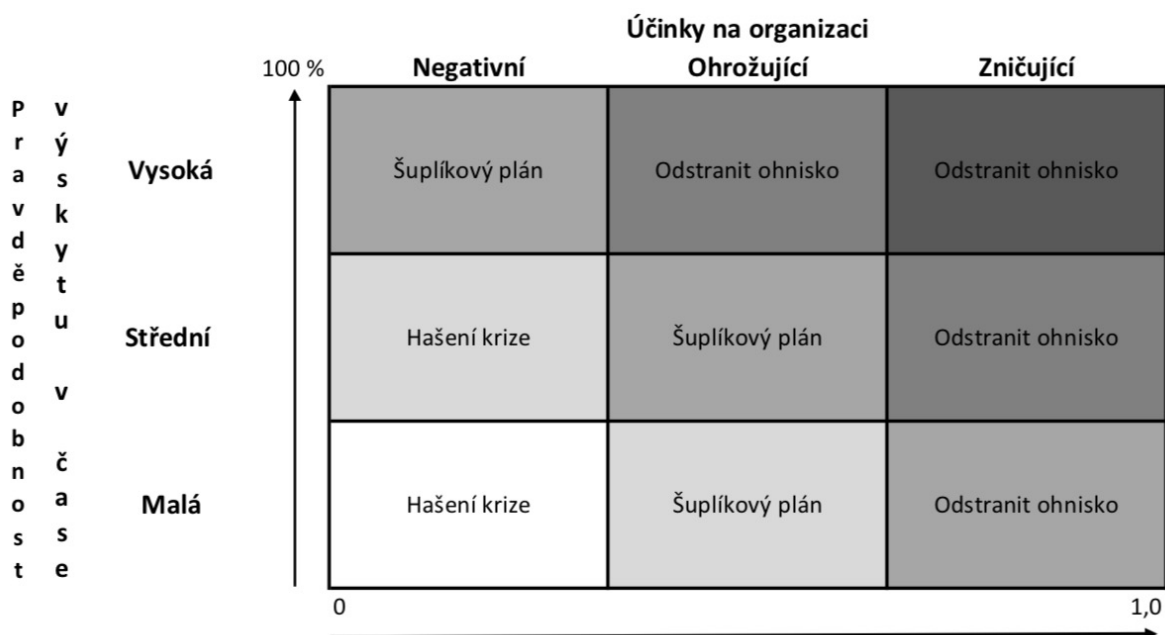 Účinky na organizaci
100 % Negativní Ohrožující Zničující
Pravděpodobnost
výskytu v čase
Vysoká Šuplíkový plán Odstranit ohnisko Odstranit ohnisko
Střední Hašení krize Šuplíkový plán Odstranit ohnisko
Malá Hašení krize Šuplíkový plán Odstranit ohnisko
0 1,0